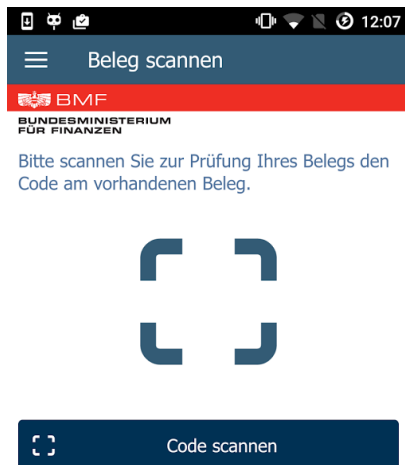 12:07
Beleg scannen
BMF
BUNDESMINISTERIUM
FÜR FINANZEN
Bitte scannen Sie zur Prüfung Ihres Belegs den
Code am vorhandenen Beleg.
Code scannen